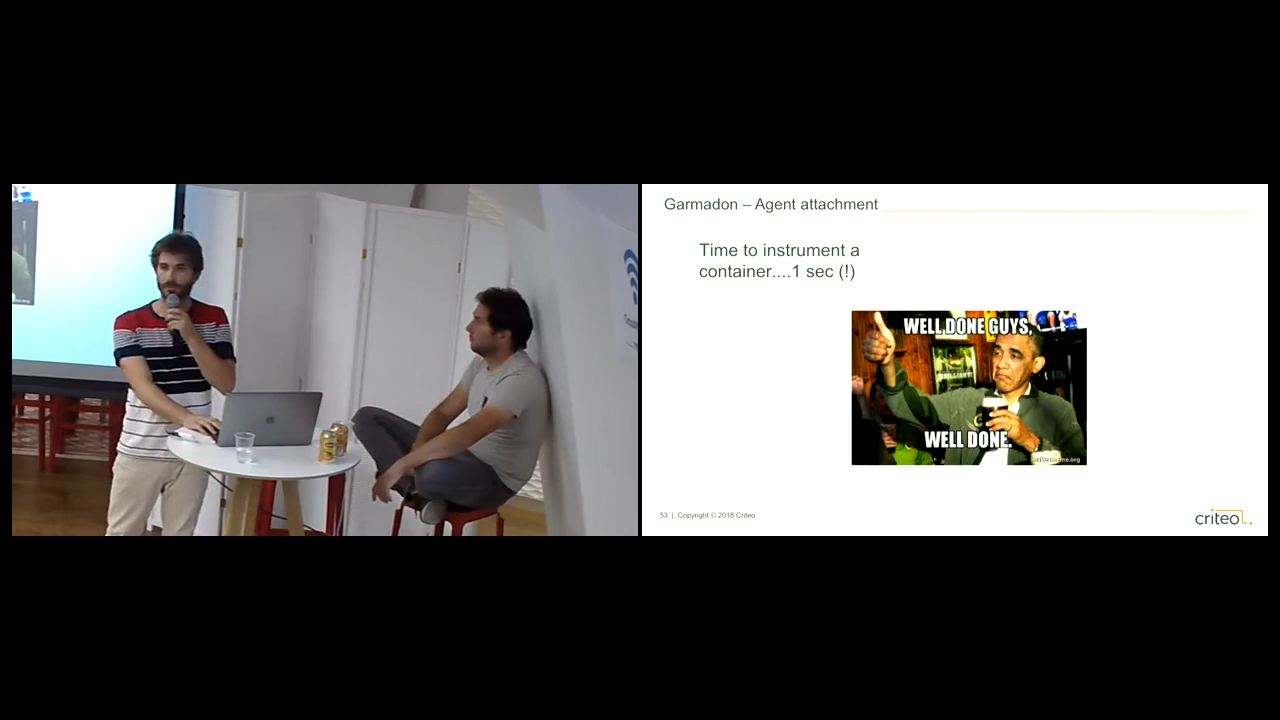 Garmadon – Agent attachment
Time to instrument a
container....1 sec (!)
WELL DONE GUYS,
WELL DONE.
53 | Copyright © 2018 Criteo
criteo